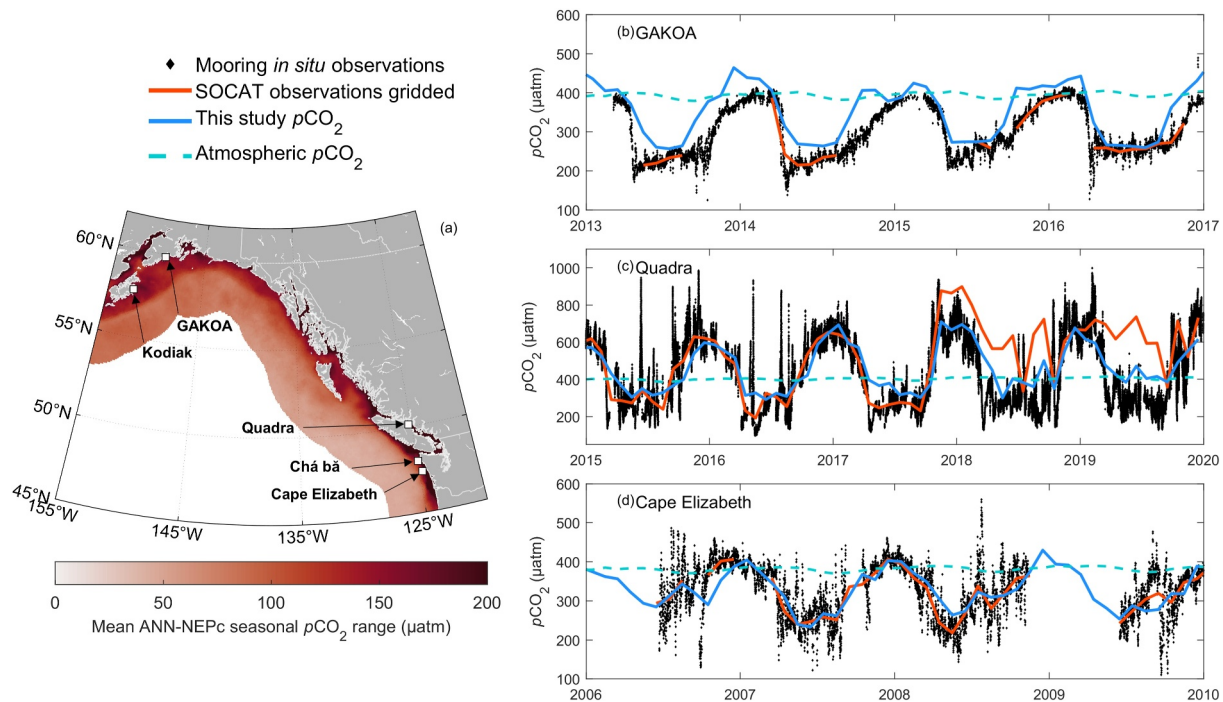 Mooring in situ observations
SOCAT observations gridded
This study pCO₂
Atmospheric pCO₂
(a)
60°N
55°N
50°N
45°N
155°W
145°W
135°W
125°W
GAKOA
Kodiak
Quadra
Chá bă
Cape Elizabeth
0 50 100 150 200
Mean ANN-NEPc seasonal pCO₂ range (µatm)
(b)GAKOA
pCO₂ (µatm)
600
500
400
300
200
100
2013 2014 2015 2016 2017
(c)Quadra
pCO₂ (µatm)
1000
800
600
400
200
2015 2016 2017 2018 2019 2020
(d)Cape Elizabeth
pCO₂ (µatm)
600
500
400
300
200
100
2006 2007 2008 2009 2010